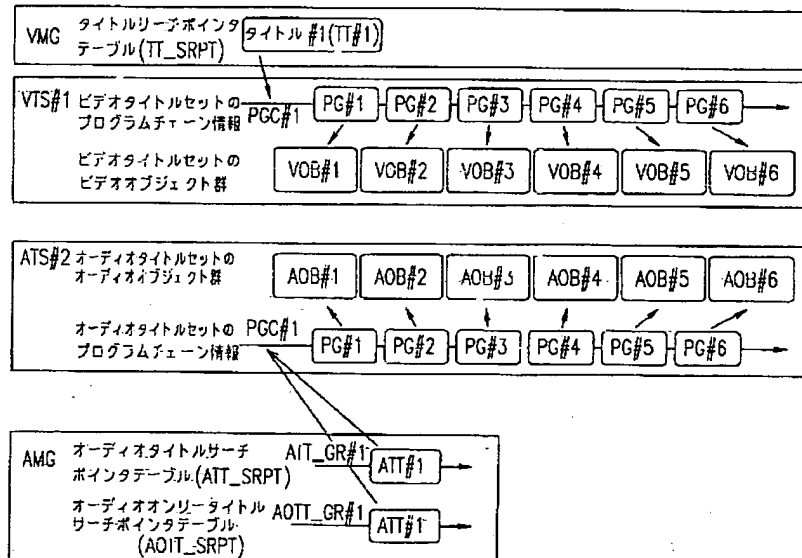 VMG タイトルリーチポインタ タイトル#1(TT#1)
テーブル(TT_SRPT)
VTS#1 ビデオタイトルセットの
プログラムチェーン情報 PGC#1 PG#1 PG#2 PG#3 PG#4 PG#5 PG#6
ビデオタイトルセットの
ビデオオブジェクト群 VOB#1 VOB#2 VOB#3 VOB#4 VOB#5 VOB#6
ATS#2 オーディオタイトルセットの
オーディオオブジェクト群 AOB#1 AOB#2 AOB#3 AOB#4 AOB#5 AOB#6
オーディオタイトルセットの PGC#1
プログラムチェーン情報 PG#1 PG#2 PG#3 PG#4 PG#5 PG#6
AMG オーディオタイトルサーチ ATT_GR#1
ポインタテーブル(ATT_SRPT) ATT#1
オーディオオンリータイトル AOTT_GR#1
サーチポインタテーブル ATT#1
(AOTT_SRPT)